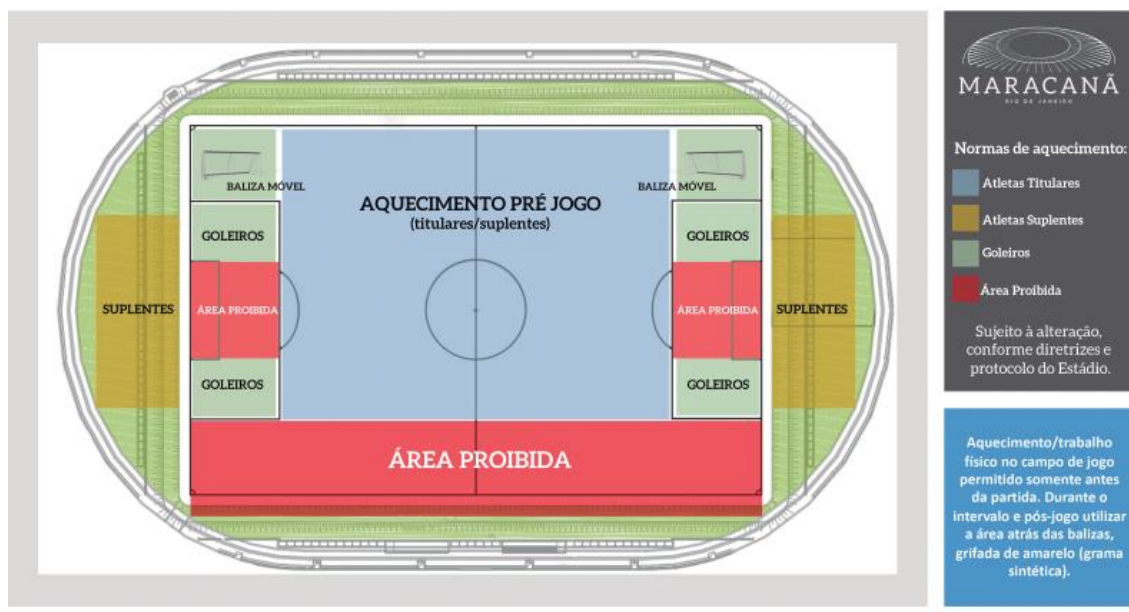 BALIZA MÓVEL
BALIZA MÓVEL
AQUECIMENTO PRÉ JOGO
(titulares/suplentes)
GOLEIROS
GOLEIROS
SUPLENTES
ÁREA PROIBIDA
ÁREA PROIBIDA
SUPLENTES
GOLEIROS
GOLEIROS
ÁREA PROIBIDA
MARACANÃ
RIO DE JANEIRO
Normas de aquecimento:
Atletas Titulares
Atletas Suplentes
Goleiros
Área Proibida
Sujeito à alteração,
conforme diretrizes e
protocolo do Estádio.
Aquecimento/trabalho
físico no campo de jogo
permitido somente antes
da partida. Durante o
intervalo e pós-jogo utilizar
a área atrás das balizas,
grifada de amarelo (grama
sintética).